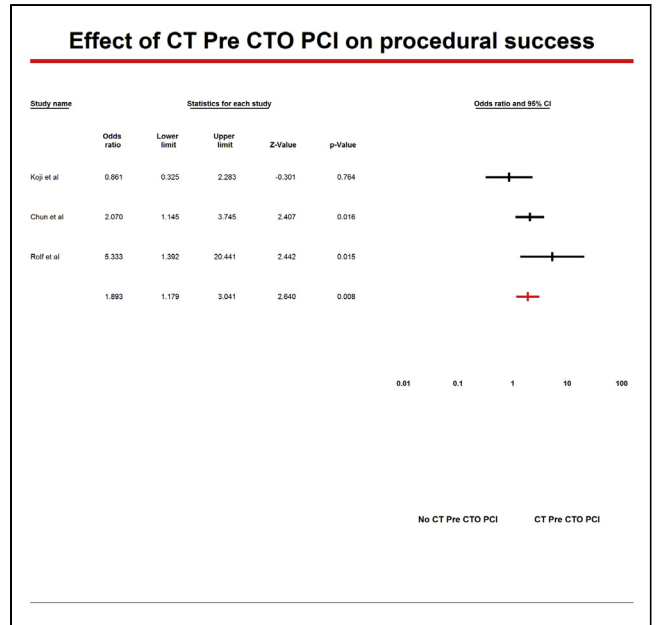 Effect of CT Pre CTO PCI on procedural success
Study name Statistics for each study Odds ratio and 95% CI
Odds ratio Lower limit Upper limit Z-Value p-Value
Koji et al 0.861 0.325 2.283 -0.301 0.764
Chun et al 2.070 1.145 3.745 2.407 0.016
Rolf et al 5.333 1.392 20.441 2.442 0.015
1.893 1.179 3.041 2.640 0.008
0.01 0.1 1 10 100
No CT Pre CTO PCI CT Pre CTO PCI